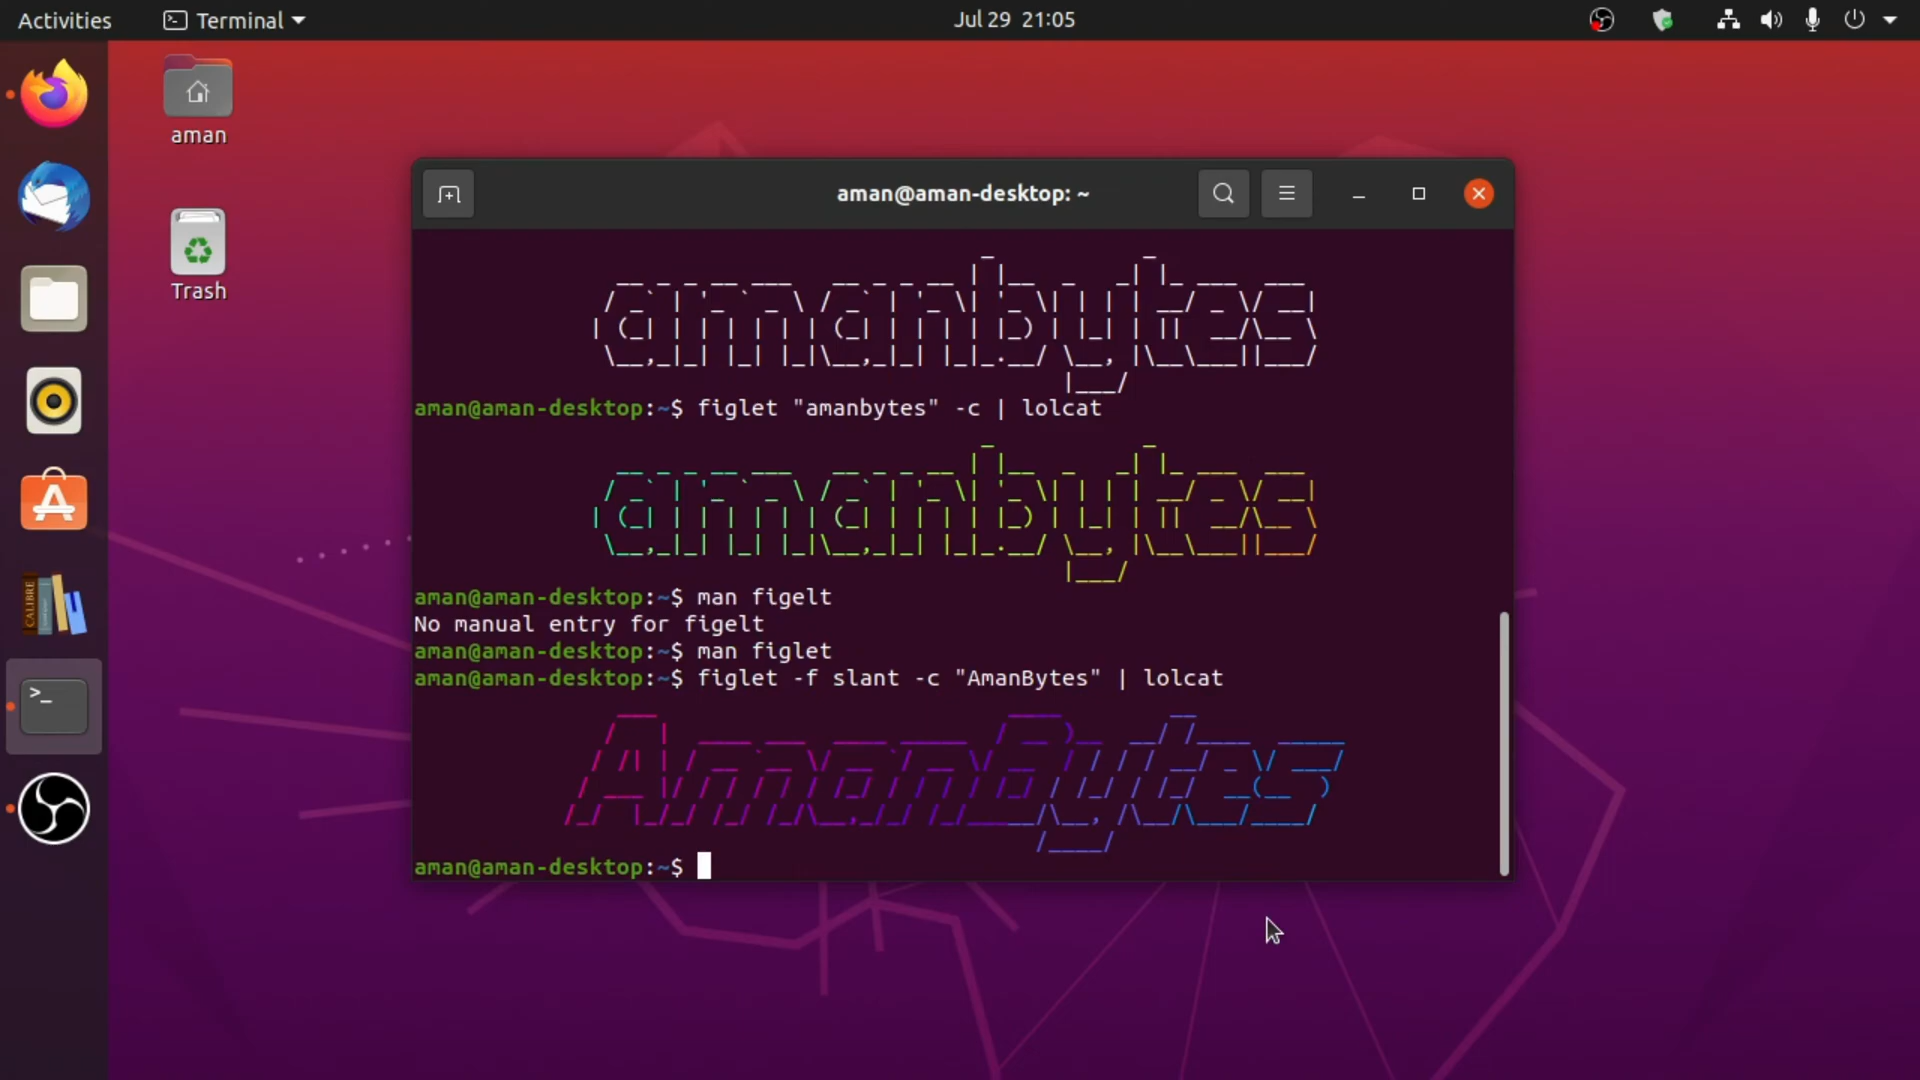 Activities
Terminal
Jul 29 21:05
aman
Trash
CALIBRE
aman@aman-desktop: ~
amanbytes
aman@aman-desktop:~$ figlet "amanbytes" -c | lolcat
amanbytes
aman@aman-desktop:~$ man figelt
No manual entry for figelt
aman@aman-desktop:~$ man figlet
aman@aman-desktop:~$ figlet -f slant -c "AmanBytes" | lolcat
AmanBytes
aman@aman-desktop:~$